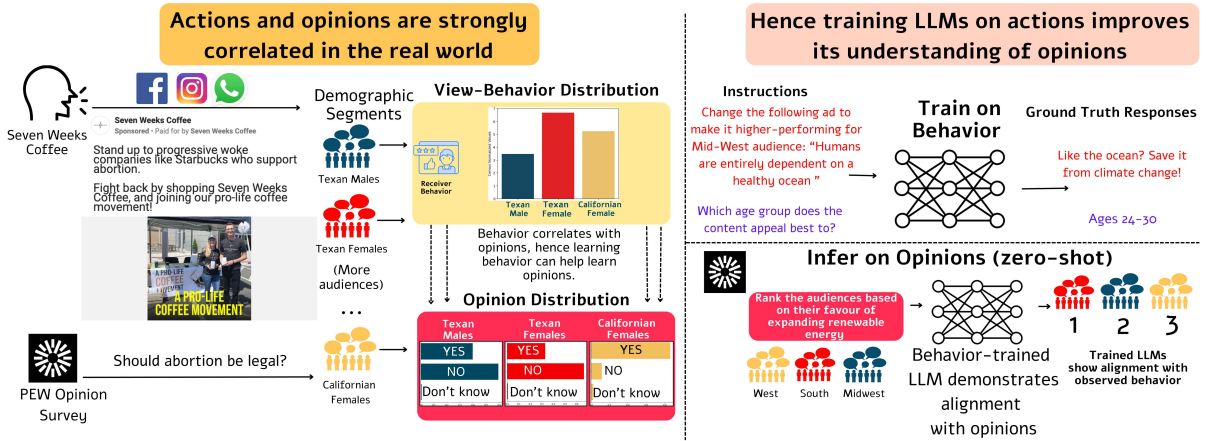 Actions and opinions are strongly
correlated in the real world
Seven Weeks
Coffee
Seven Weeks Coffee
Sponsored • Paid for by Seven Weeks Coffee
Stand up to progressive woke
companies like Starbucks who support
abortion.
Fight back by shopping Seven Weeks
Coffee, and joining our pro-life coffee
movement!
A PRO-LIFE
COFFEE
MOVEMENT
A PRO-LIFE
COFFEE MOVEMENT
PEW Opinion
Survey
Should abortion be legal?
Demographic
Segments
Texan Males
Texan Females
(More
audiences)
...
Californian
Females
View-Behavior Distribution
Receiver
Behavior
Texan
Male
Texan
Female
Californian
Female
Behavior correlates with
opinions, hence learning
behavior can help learn
opinions.
Opinion Distribution
Texan
Males
Texan
Females
Californian
Females
YES
NO
Don't know
YES
NO
Don't know
YES
NO
Don't know
Hence training LLMs on actions improves
its understanding of opinions
Instructions
Change the following ad to
make it higher-performing for
Mid-West audience: “Humans
are entirely dependent on a
healthy ocean ”
Which age group does the
content appeal best to?
Train on
Behavior
Ground Truth Responses
Like the ocean? Save it
from climate change!
Ages 24-30
Infer on Opinions (zero-shot)
Rank the audiences based
on their favour of
expanding renewable
energy
West
South
Midwest
Behavior-trained
LLM demonstrates
alignment
with opinions
1 2 3
Trained LLMs
show alignment with
observed behavior